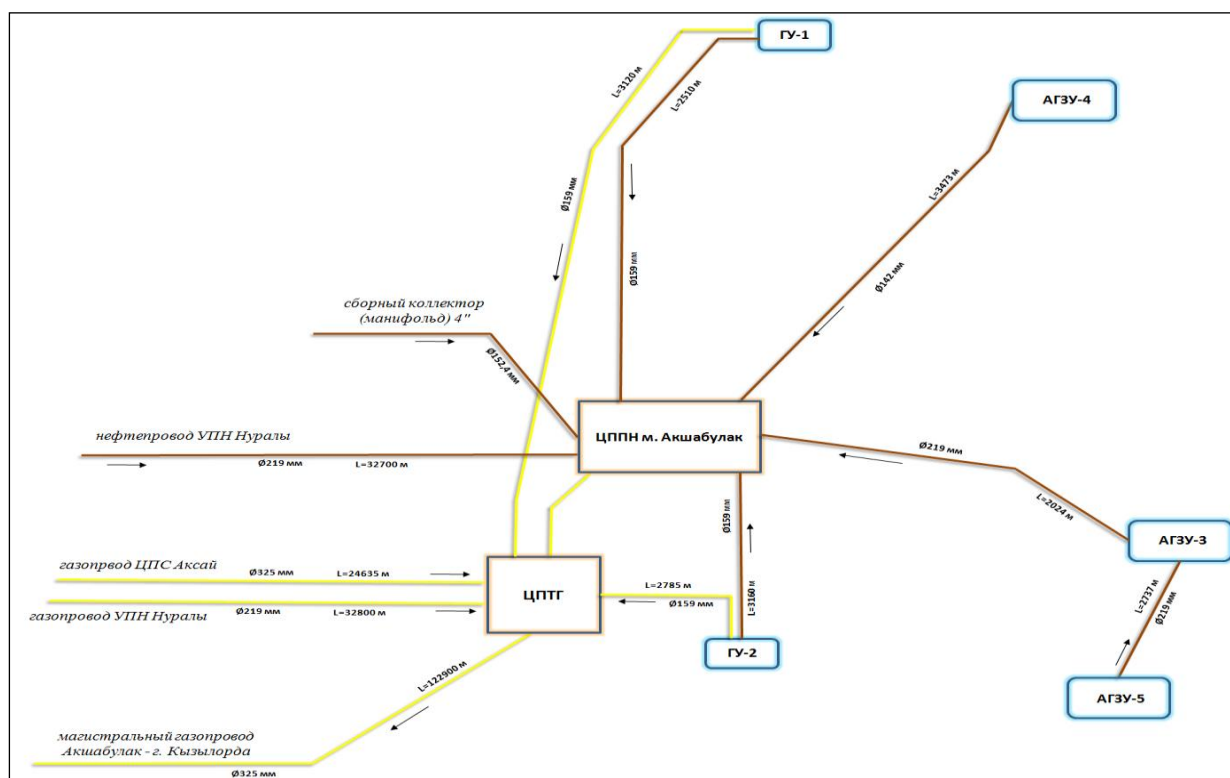 ГУ-1
L=3120 м
L=2510 м
АГЗУ-4
L=3473 м
Ø159 мм
Ø159 мм
Ø142 мм
сборный коллектор
(манифольд) 4"
Ø152,4 мм
ЦППН м. Акшабулак
нефтепровод УПН Нуралы
Ø219 мм L=32700 м
Ø219 мм
L=2024 м
Ø159 мм
АГЗУ-3
газопрвод ЦПС Аксай
Ø325 мм L=24635 м
ЦПТГ
L=2785 м
Ø159 мм
L=3160 м
L=2737 м
Ø219 мм
газопровод УПН Нуралы
Ø219 мм L=32800 м
ГУ-2
L=122900 м
АГЗУ-5
магистральный газопровод
Акшабулак - г. Кызылорда
Ø325 мм